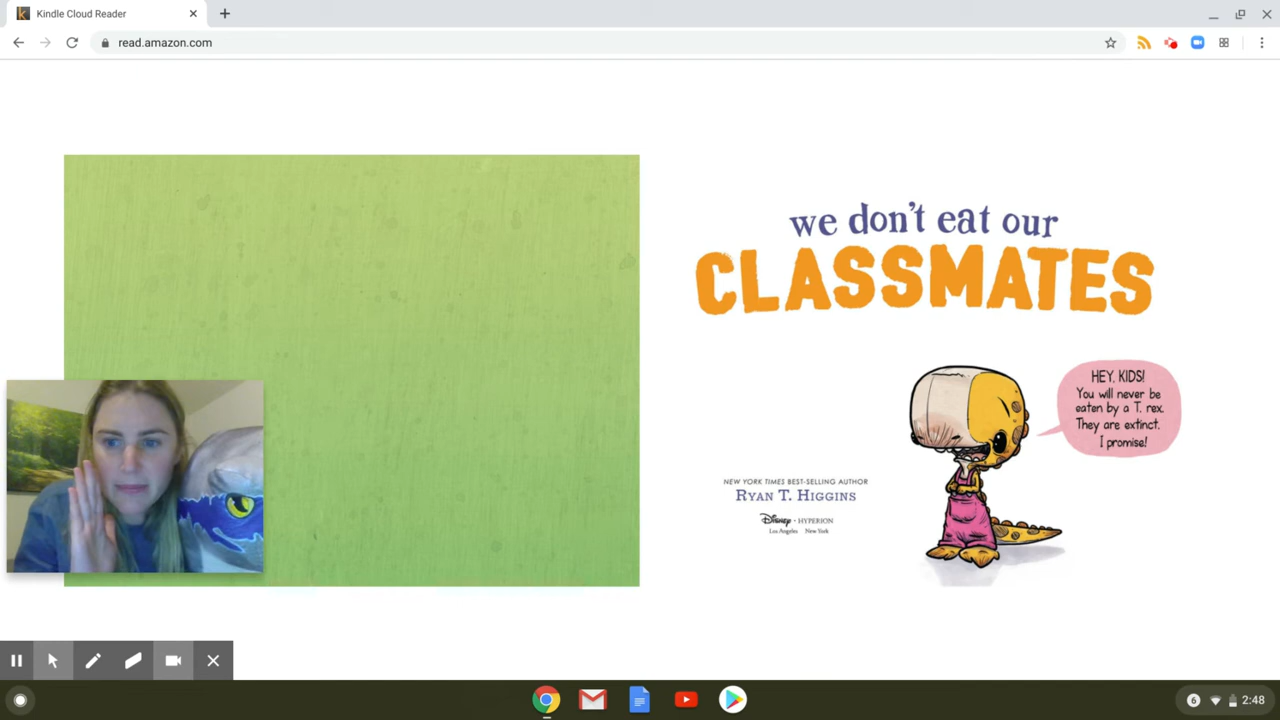 Kindle Cloud Reader
read.amazon.com
we don't eat our
CLASSMATES
HEY, KIDS!
You will never be
eaten by a T. rex.
They are extinct.
I promise!
NEW YORK TIMES BEST-SELLING AUTHOR
RYAN T. HIGGINS
Disney • HYPERION
Los Angeles New York
6 2:48